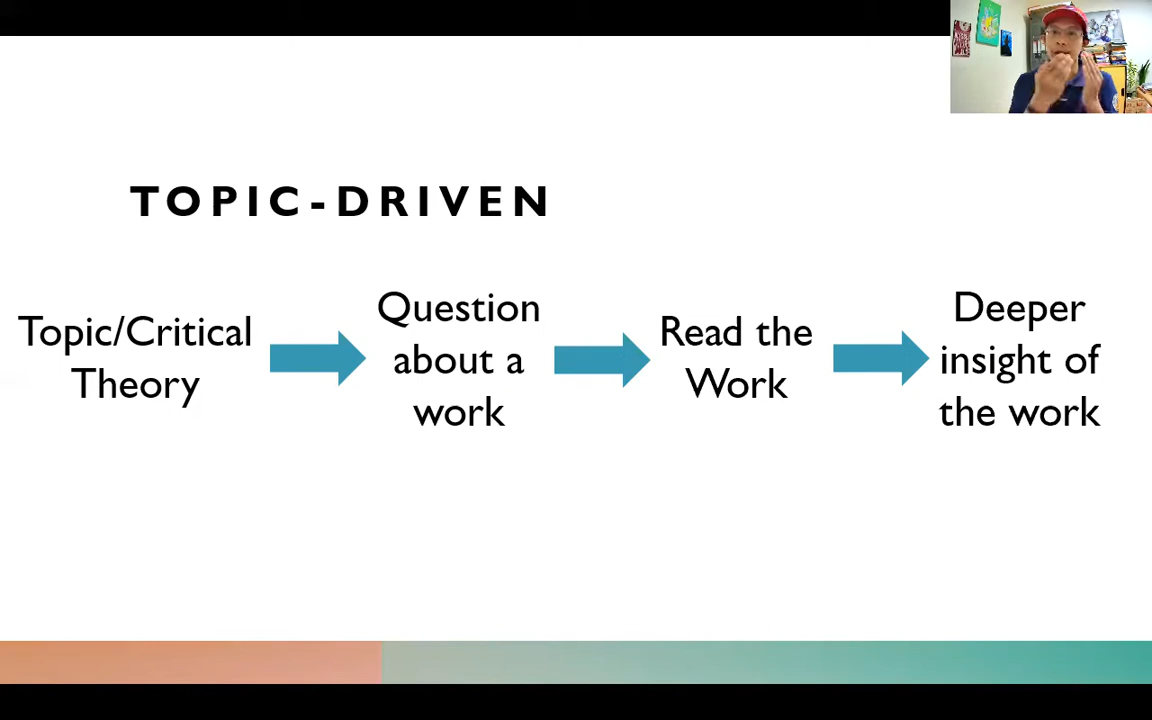 TOPIC-DRIVEN
Topic/Critical
Theory
Question
about a
work
Read the
Work
Deeper
insight of
the work